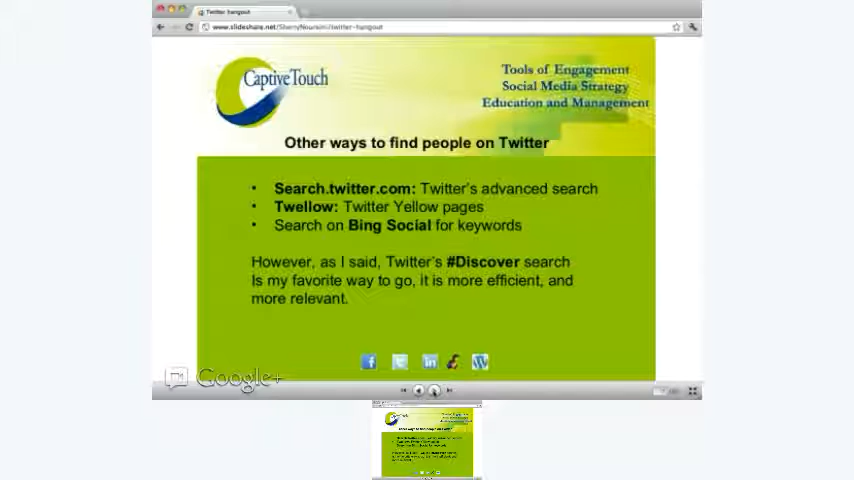 Twitter hangout
www.slideshare.net/SherryNouraini/twitter-hangout
CaptiveTouch
Tools of Engagement
Social Media Strategy
Education and Management
Other ways to find people on Twitter
• Search.twitter.com: Twitter's advanced search
• Twellow: Twitter Yellow pages
• Search on Bing Social for keywords
However, as I said, Twitter's #Discover search
Is my favorite way to go, it is more efficient, and
more relevant.
Google+